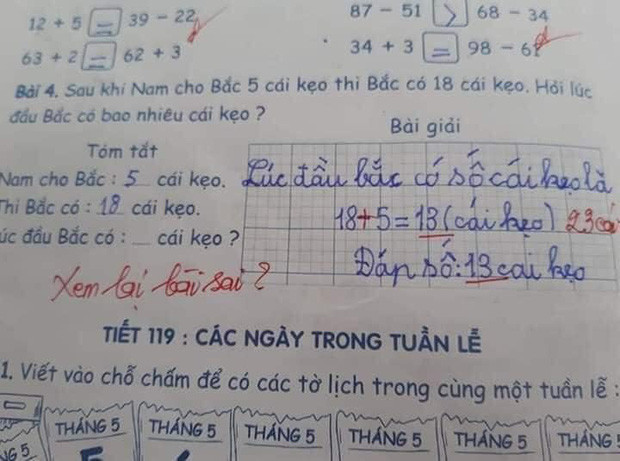 12 + 5 = 39 - 22
87 - 51 > 68 - 34
63 + 2 = 62 + 3
34 + 3 = 98 - 61
Bài 4. Sau khi Nam cho Bắc 5 cái kẹo thì Bắc có 18 cái kẹo. Hỏi lúc
đầu Bắc có bao nhiêu cái kẹo ?
Tóm tắt
Bài giải
Nam cho Bắc : 5 cái kẹo.
Lúc đầu bắc có số cái kẹo là
Thì Bắc có : 18 cái kẹo.
18+5=13 (cái kẹo) 23 cái
úc đầu Bắc có : __ cái kẹo ?
Đáp số: 13 cai kẹo
Xem lại bài sai ?
TIẾT 119 : CÁC NGÀY TRONG TUẦN LỄ
1. Viết vào chỗ chấm để có các tờ lịch trong cùng một tuần lễ :
THÁNG 5 THÁNG 5 THÁNG 5 THÁNG 5 THÁNG 5 THÁNG